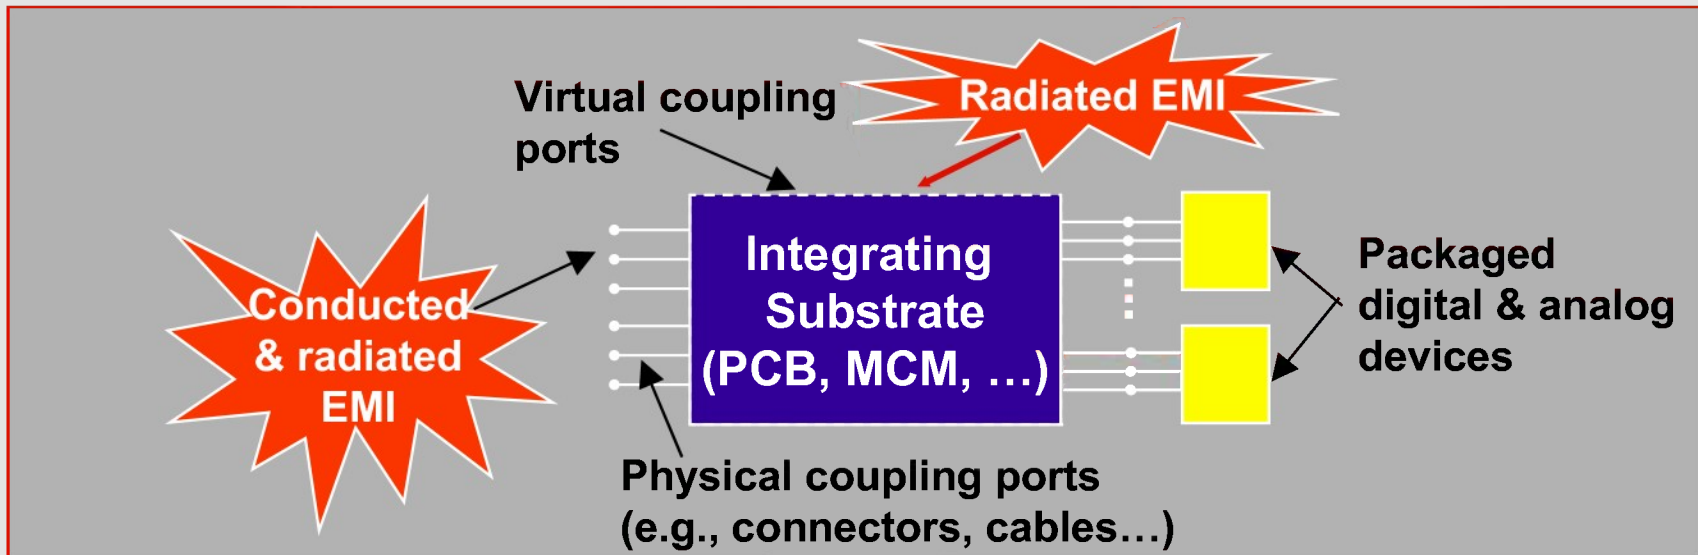 Virtual coupling
ports
Radiated EMI
Conducted
& radiated
EMI
Integrating
Substrate
(PCB, MCM, …)
Packaged
digital & analog
devices
Physical coupling ports
(e.g., connectors, cables…)